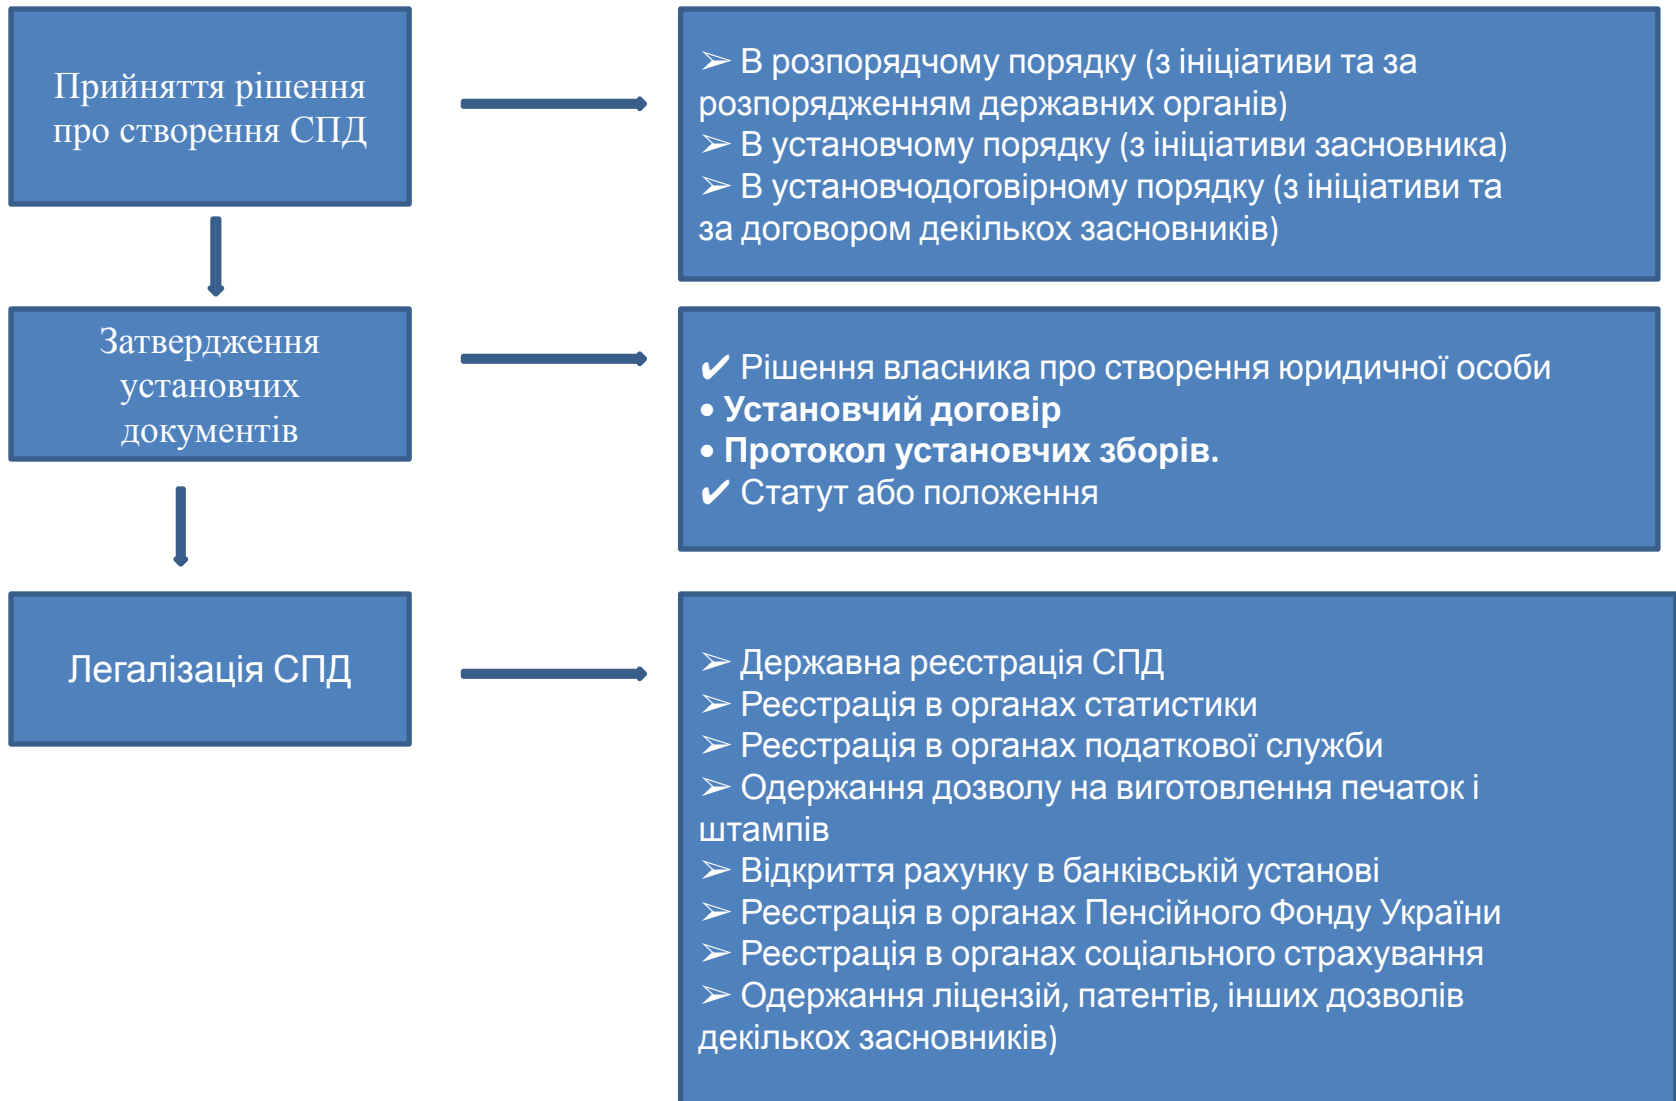 Прийняття рішення
про створення СПД
➢ В розпорядчому порядку (з ініціативи та за
розпорядженням державних органів)
➢ В установчому порядку (з ініціативи засновника)
➢ В установчодоговірному порядку (з ініціативи та
за договором декількох засновників)
Затвердження
установчих
документів
✔ Рішення власника про створення юридичної особи
• Установчий договір
• Протокол установчих зборів.
✔ Статут або положення
Легалізація СПД
➢ Державна реєстрація СПД
➢ Реєстрація в органах статистики
➢ Реєстрація в органах податкової служби
➢ Одержання дозволу на виготовлення печаток і
штампів
➢ Відкриття рахунку в банківській установі
➢ Реєстрація в органах Пенсійного Фонду України
➢ Реєстрація в органах соціального страхування
➢ Одержання ліцензій, патентів, інших дозволів
декількох засновників)